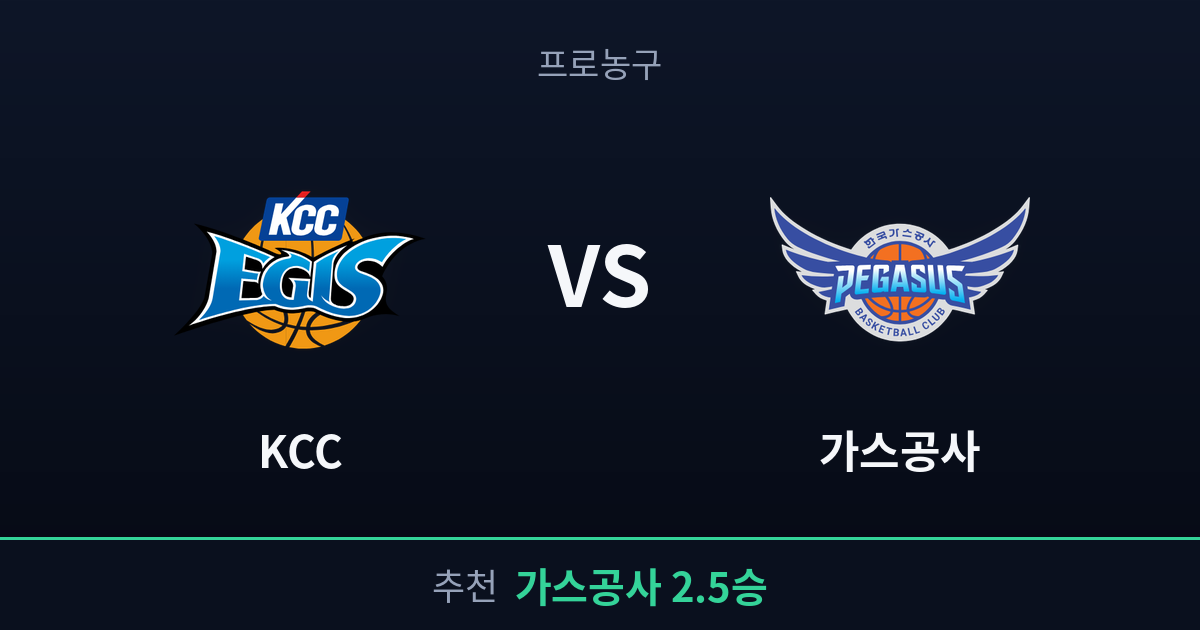 프로농구
KCC
EGIS
VS
한국가스공사
PEGASUS
BASKETBALL CLUB
KCC
가스공사
추천 가스공사 2.5승